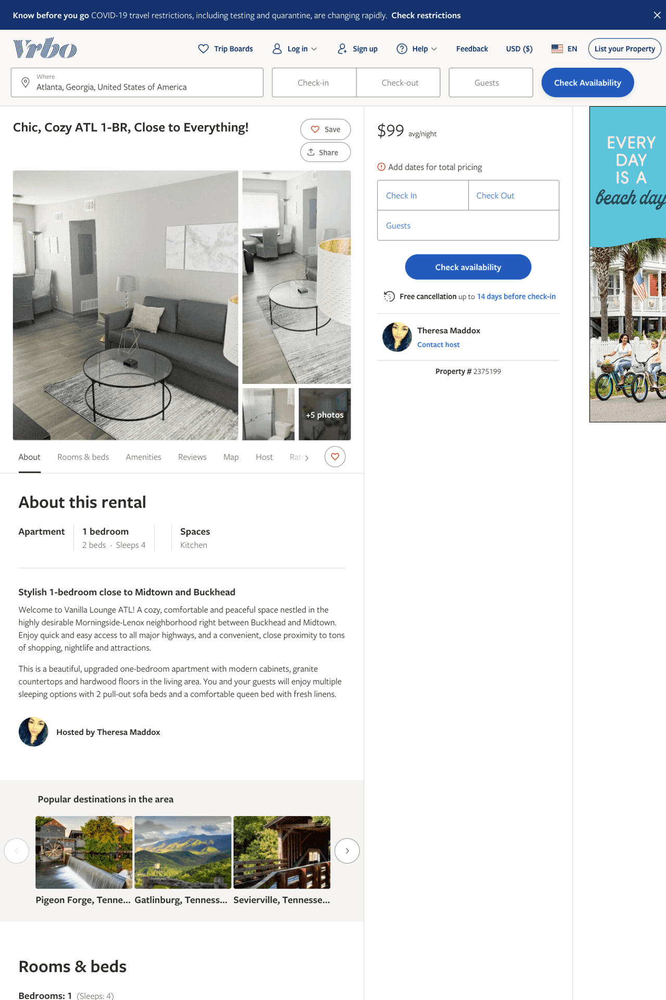 Know before you go COVID-19 travel restrictions, including testing and quarantine, are changing rapidly. Check restrictions
Vrbo
Trip Boards
Log in
Sign up
Help
Feedback
USD ($)
EN
List your Property
Where
Atlanta, Georgia, United States of America
Check-in
Check-out
Guests
Check Availability
Chic, Cozy ATL 1-BR, Close to Everything!
Save
Share
+5 photos
$99 avg/night
Add dates for total pricing
Check In
Check Out
Guests
Check availability
Free cancellation up to 14 days before check-in
Theresa Maddox
Contact host
Property # 2375199
EVERY
DAY
IS A
beach day
About
Rooms & beds
Amenities
Reviews
Map
Host
Rate
About this rental
Apartment
1 bedroom
2 beds · Sleeps 4
Spaces
Kitchen
Stylish 1-bedroom close to Midtown and Buckhead
Welcome to Vanilla Lounge ATL! A cozy, comfortable and peaceful space nestled in the
highly desirable Morningside-Lenox neighborhood right between Buckhead and Midtown.
Enjoy quick and easy access to all major highways, and a convenient, close proximity to tons
of shopping, nightlife and attractions.
This is a beautiful, upgraded one-bedroom apartment with modern cabinets, granite
countertops and hardwood floors in the living area. You and your guests will enjoy multiple
sleeping options with 2 pull-out sofa beds and a comfortable queen bed with fresh linens.
Hosted by Theresa Maddox
Popular destinations in the area
Pigeon Forge, Tenne...
Gatlinburg, Tenness...
Sevierville, Tennesse...
Rooms & beds
Bedrooms: 1 (Sleeps: 4)